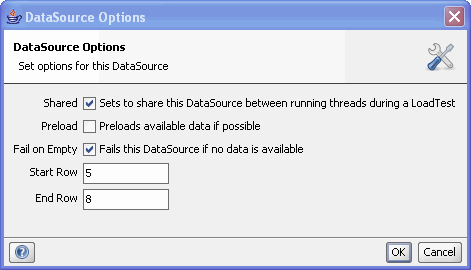 DataSource Options
DataSource Options
Set options for this DataSource
Shared Sets to share this DataSource between running threads during a LoadTest
Preload Preloads available data if possible
Fail on Empty Fails this DataSource if no data is available
Start Row 5
End Row 8
? OK Cancel